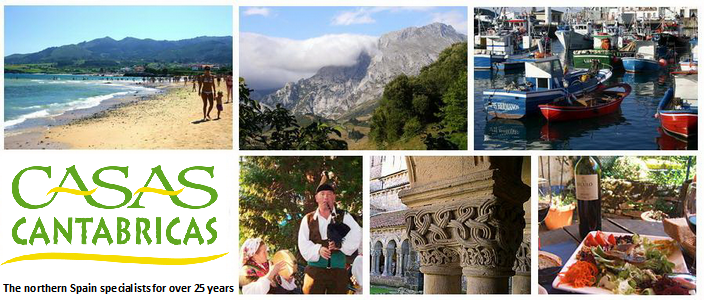 CASAS
CANTABRICAS
The northern Spain specialists for over 25 years